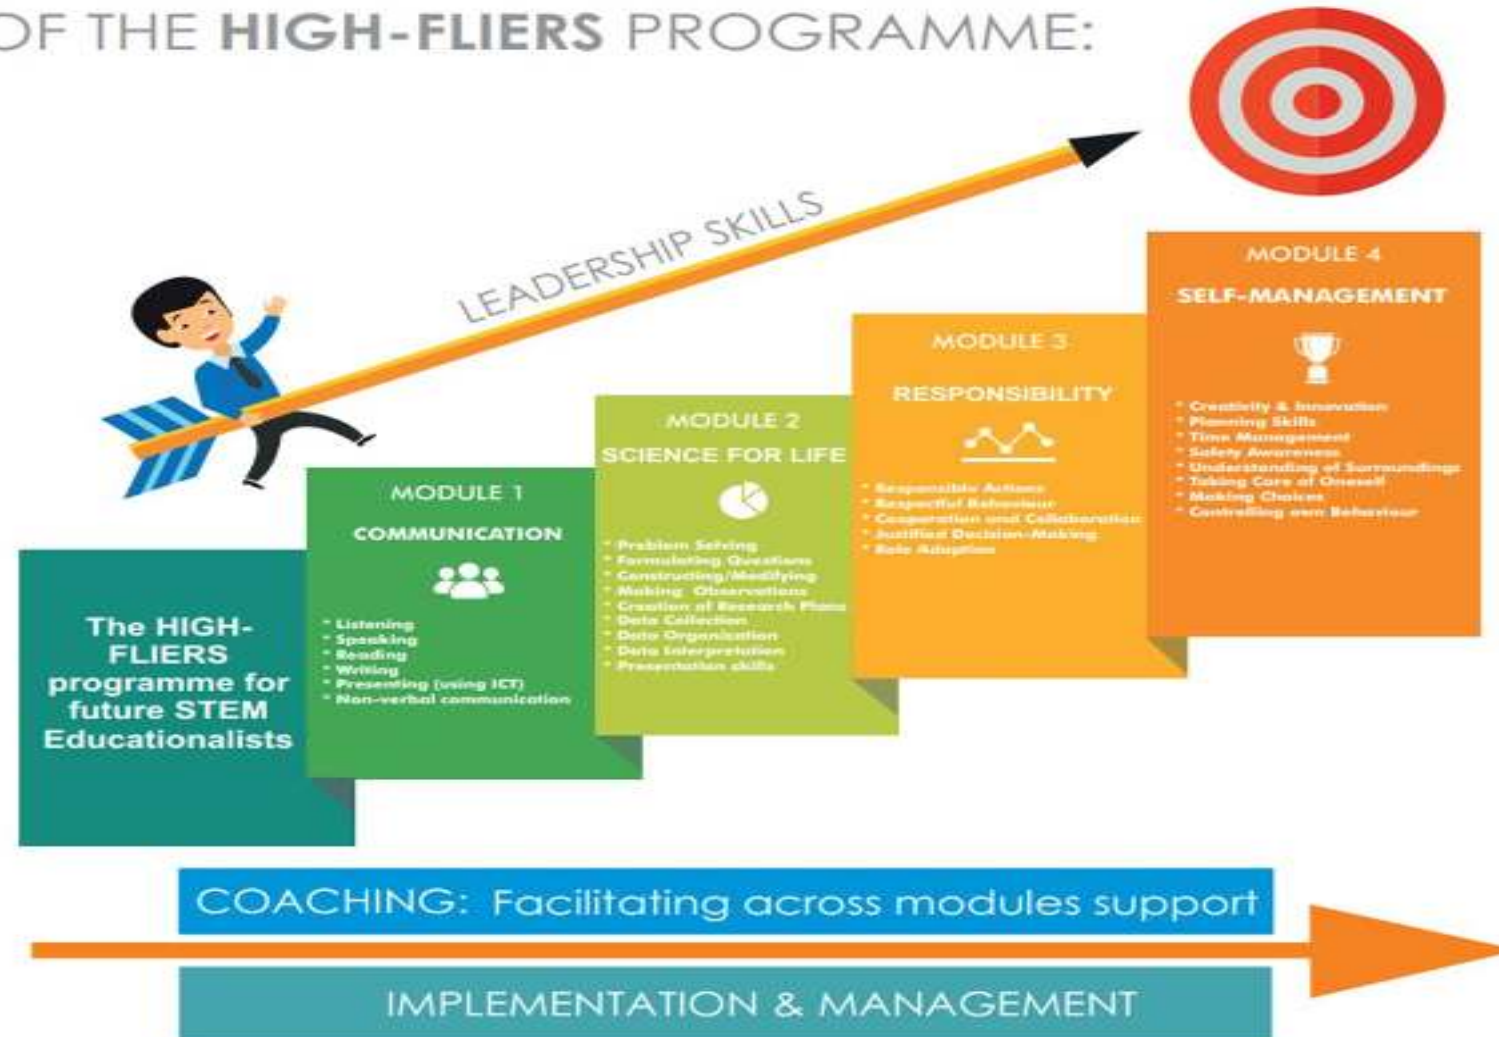 OF THE HIGH-FLIERS PROGRAMME:
LEADERSHIP SKILLS
The HIGH-
FLIERS
programme for
future STEM
Educationalists
MODULE 1
COMMUNICATION
* Listening
* Speaking
* Reading
* Writing
* Presenting (using ICT)
* Non-verbal communication
MODULE 2
SCIENCE FOR LIFE
* Problem Solving
* Formulating Questions
* Constructing/Modifying
* Making Observations
* Creation of Research Plans
* Data Collection
* Data Organization
* Data Interpretation
* Presentation skills
MODULE 3
RESPONSIBILITY
* Responsible Actions
* Respectful Behaviour
* Cooperation and Collaboration
* Justified Decision-Making
* Role Adaption
MODULE 4
SELF-MANAGEMENT
* Creativity & Innovation
* Planning Skills
* Time Management
* Safety Awareness
* Understanding of Surroundings
* Taking Care of Oneself
* Making Choices
* Controlling own Behaviour
COACHING: Facilitating across modules support
IMPLEMENTATION & MANAGEMENT